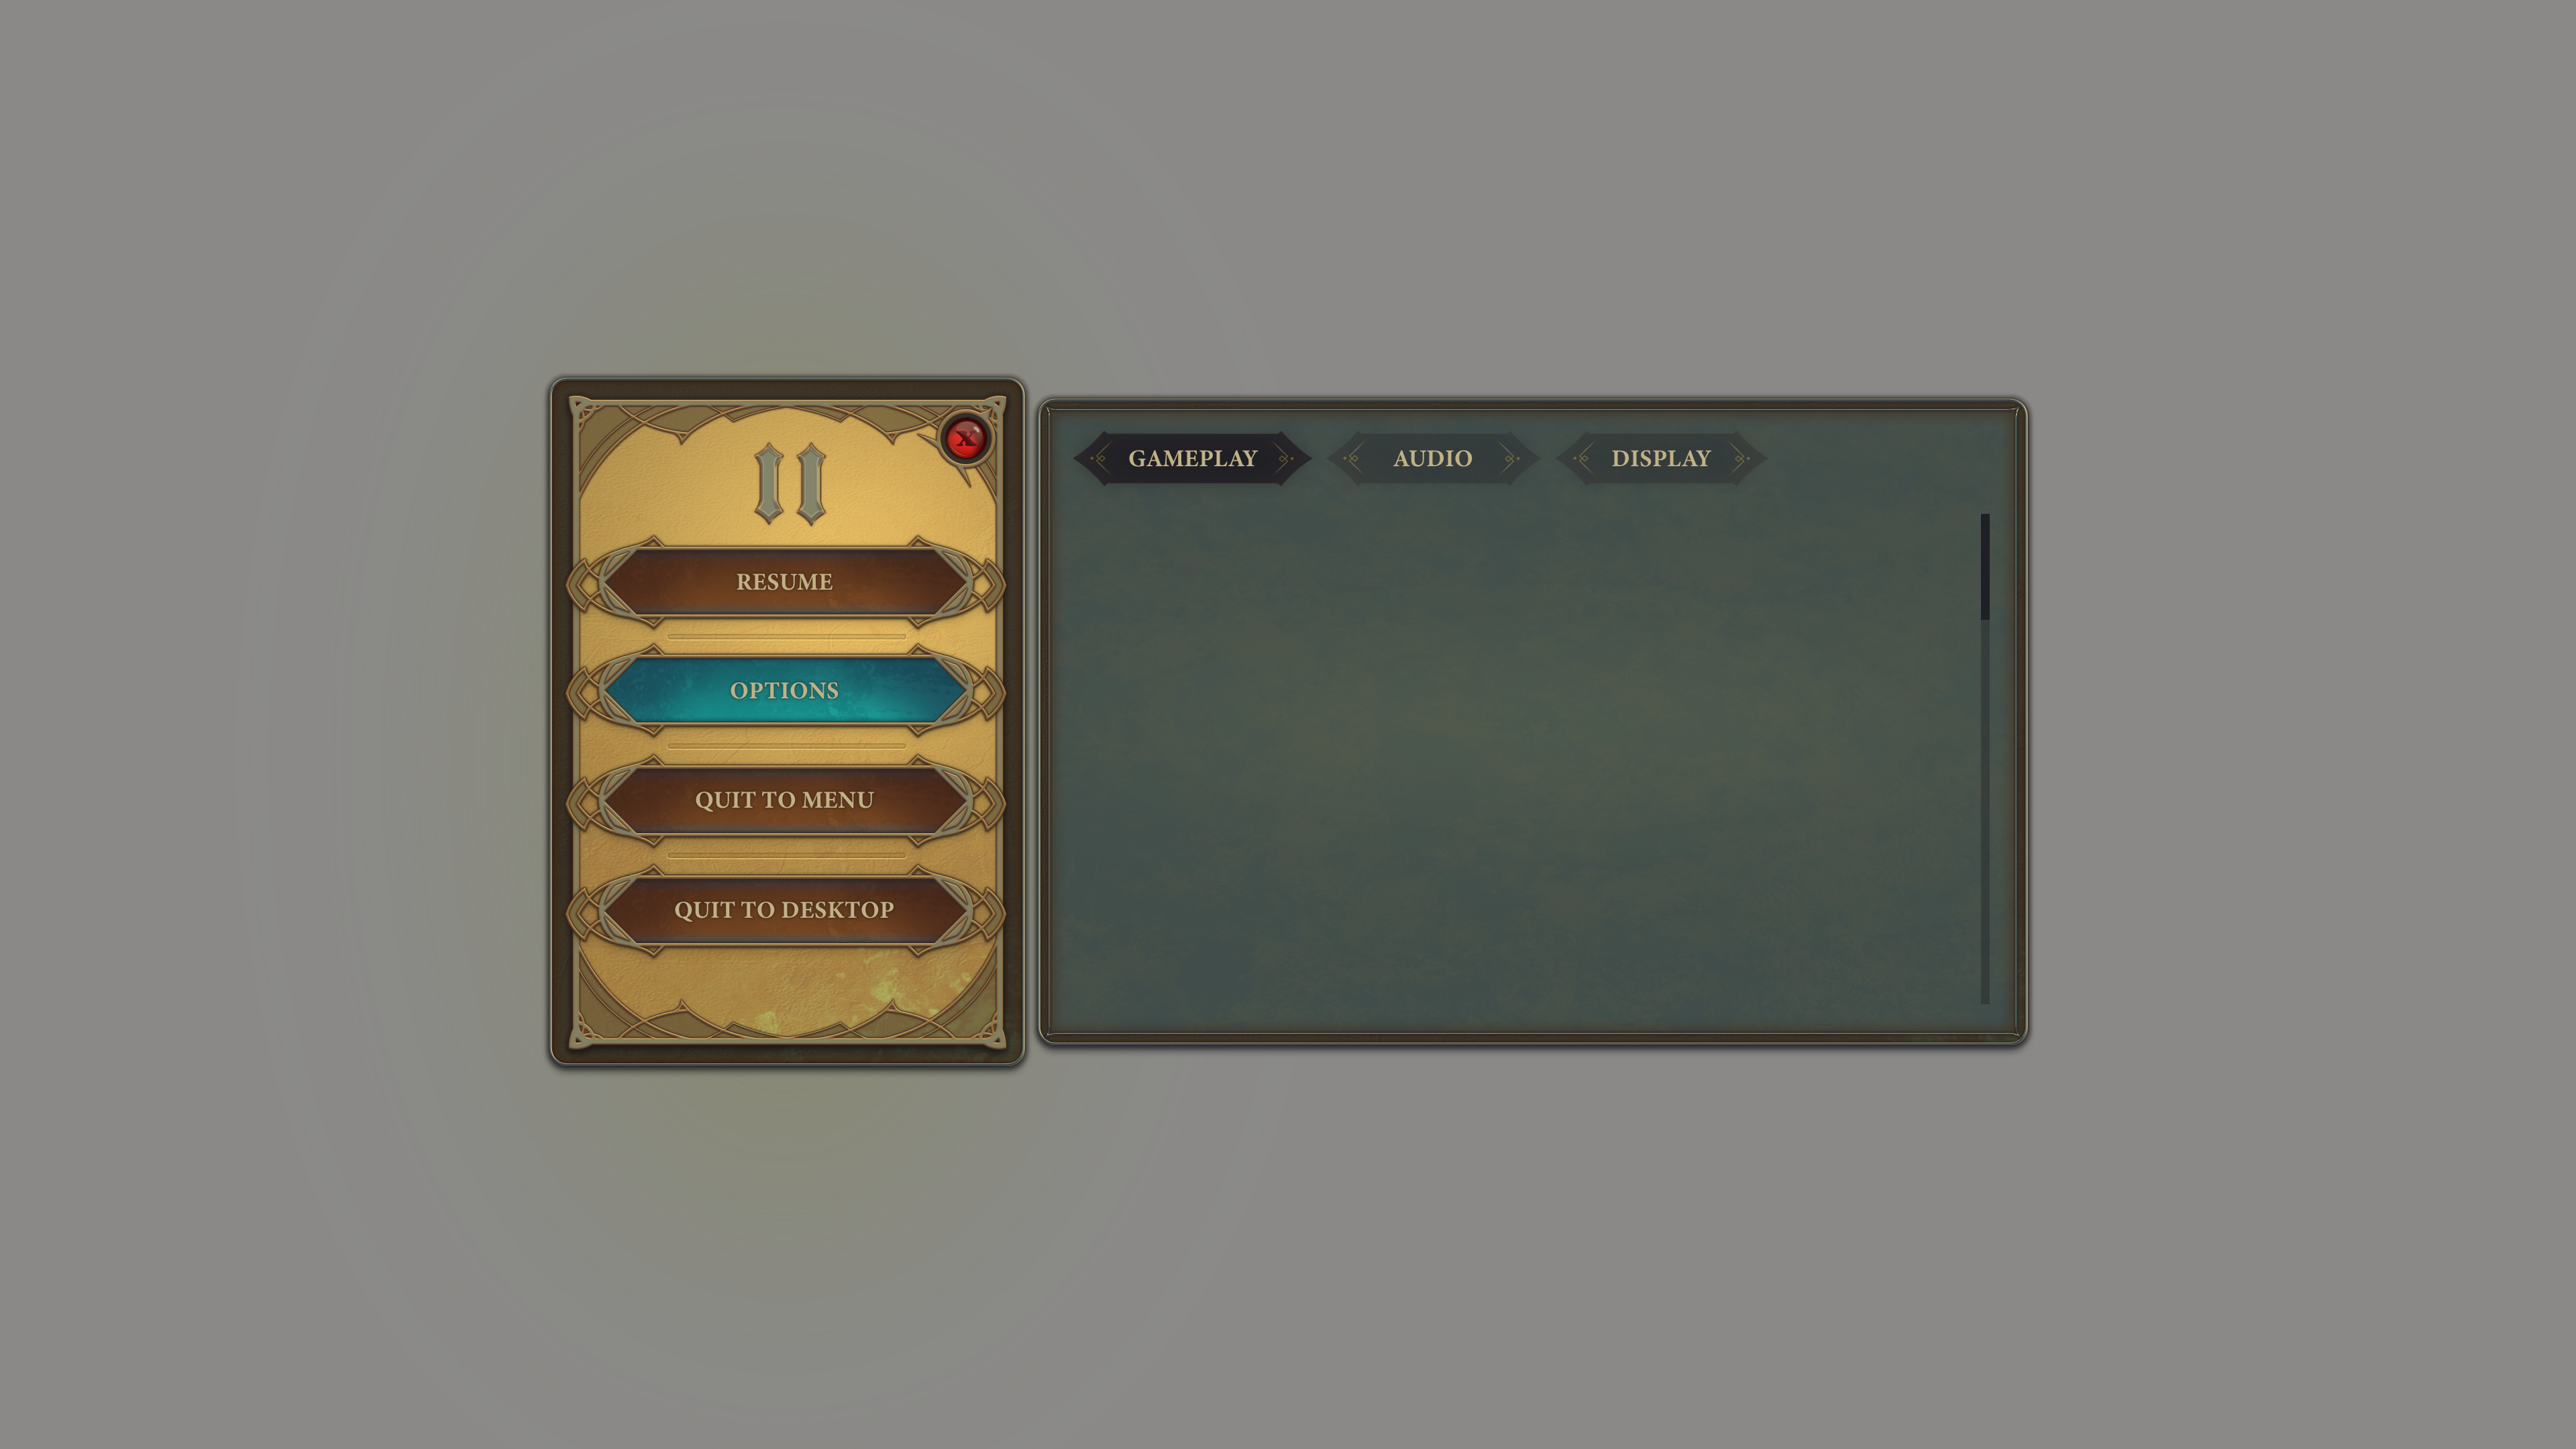 X
RESUME
OPTIONS
QUIT TO MENU
QUIT TO DESKTOP
GAMEPLAY
AUDIO
DISPLAY